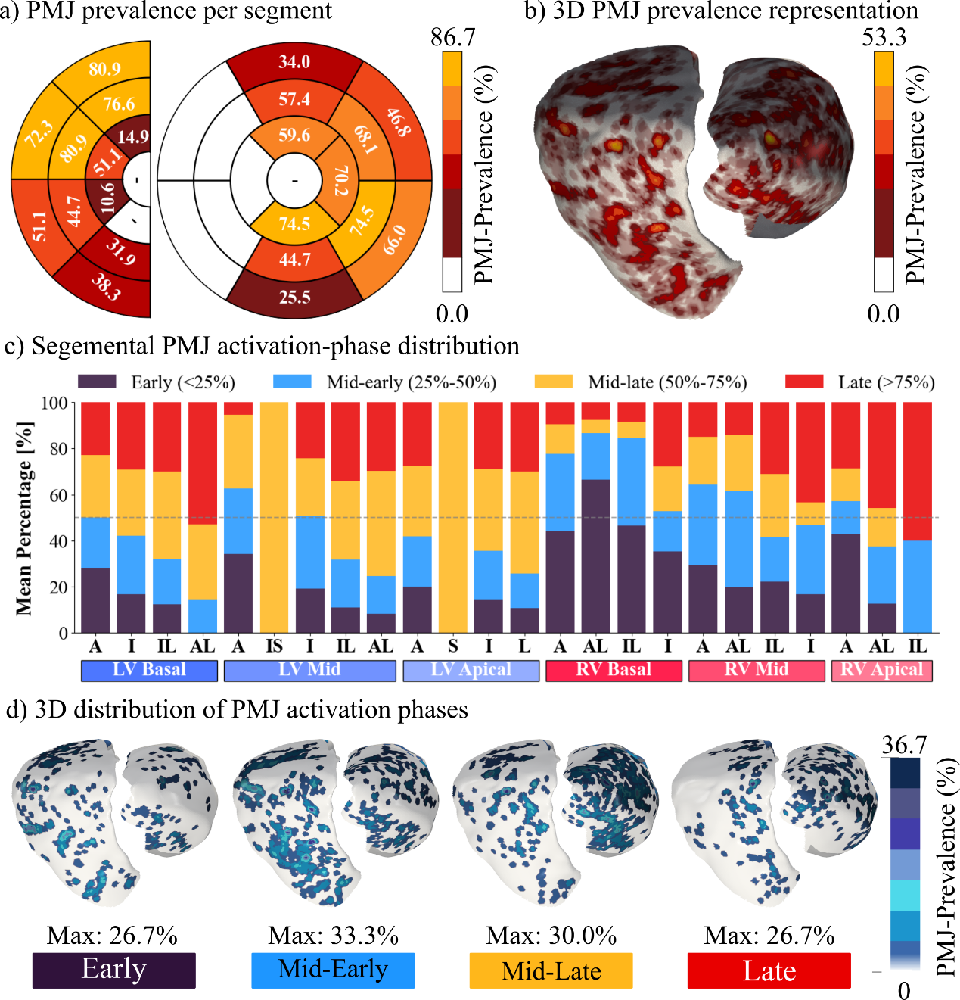 a) PMJ prevalence per segment
b) 3D PMJ prevalence representation
86.7
53.3
80.9
76.6
14.9
72.3
80.9
51.1
-
10.6
44.7
51.1
-
31.9
38.3
34.0
57.4
59.6
46.8
68.1
70.2
-
74.5
74.5
66.0
44.7
25.5
PMJ-Prevalence (%)
0.0
PMJ-Prevalence (%)
0.0
c) Segemental PMJ activation-phase distribution
Early (<25%) Mid-early (25%-50%) Mid-late (50%-75%) Late (>75%)
Mean Percentage [%]
100
80
60
40
20
0
A I IL AL A IS I IL AL A S I L A AL IL I A AL IL I A AL IL
LV Basal LV Mid LV Apical RV Basal RV Mid RV Apical
d) 3D distribution of PMJ activation phases
36.7
PMJ-Prevalence (%)
0
Max: 26.7% Max: 33.3% Max: 30.0% Max: 26.7%
Early Mid-Early Mid-Late Late